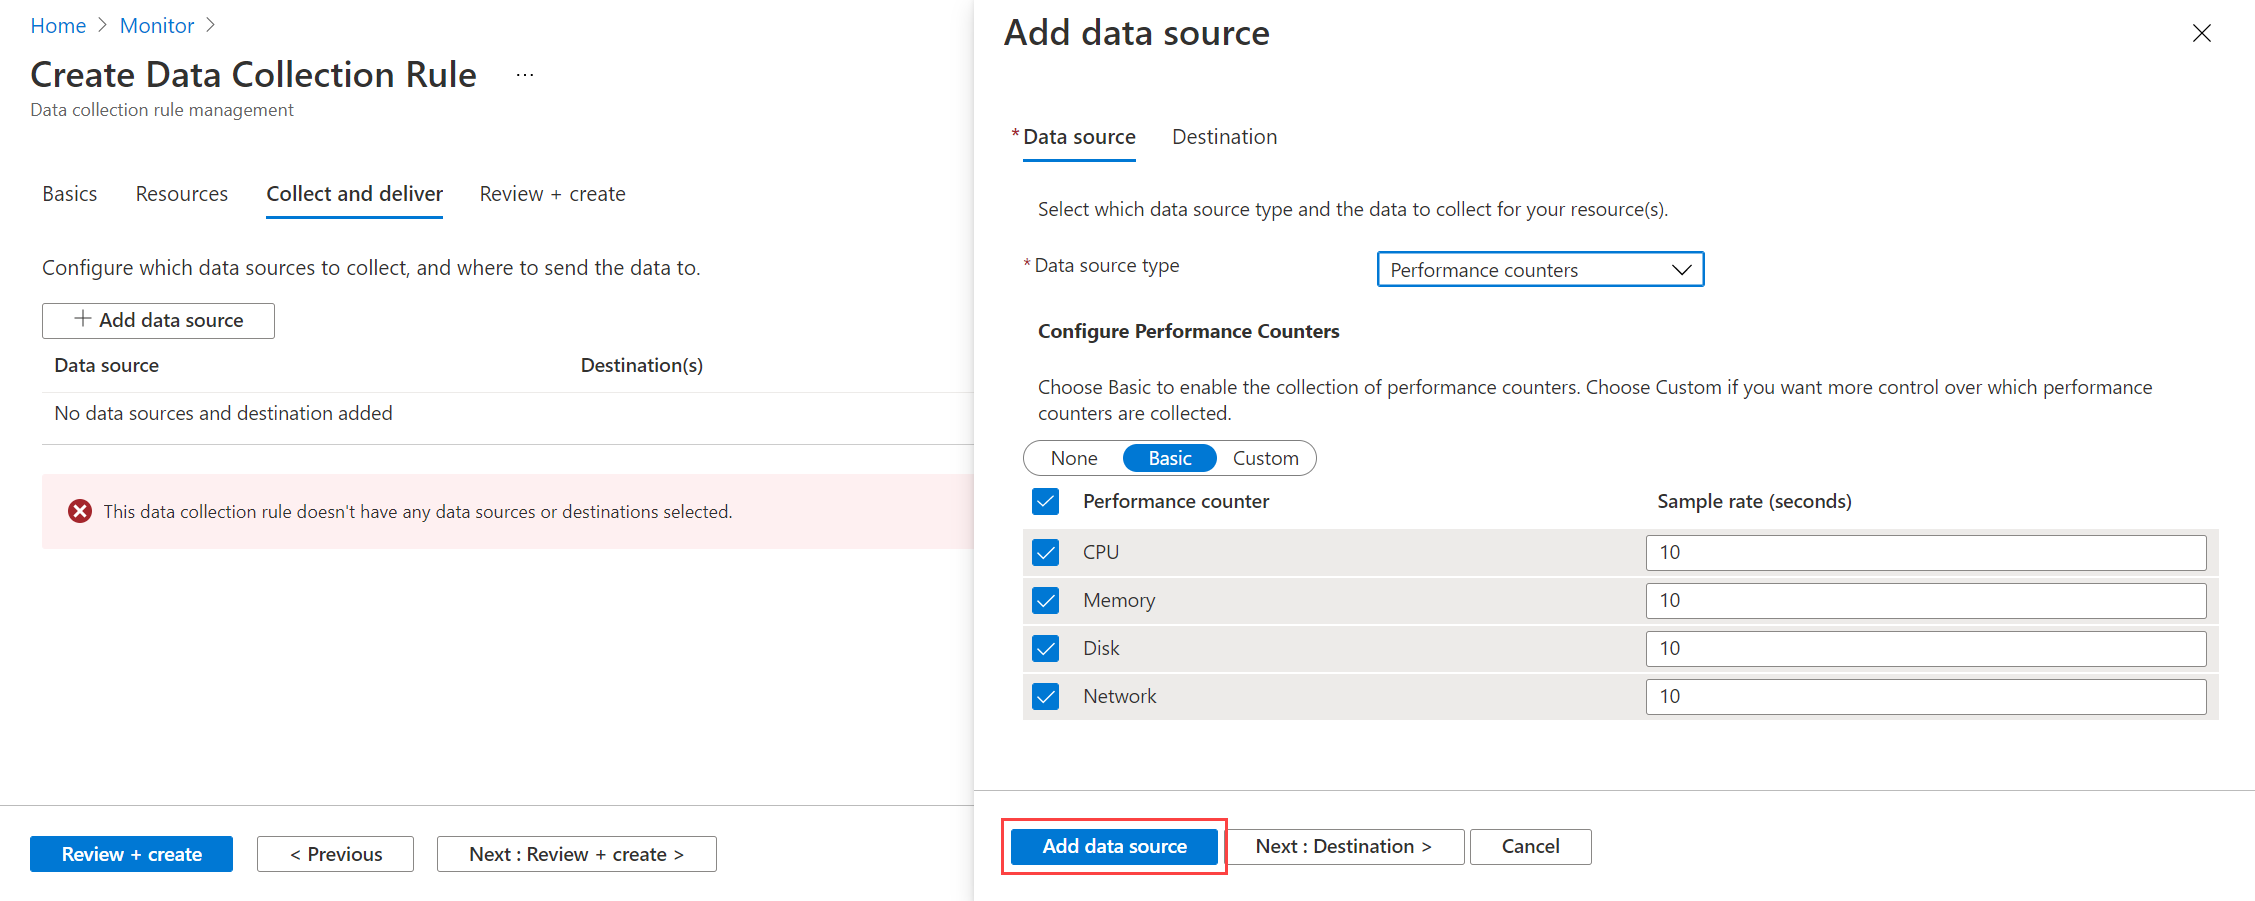 Home > Monitor >
Create Data Collection Rule ...
Data collection rule management
Basics Resources Collect and deliver Review + create
Configure which data sources to collect, and where to send the data to.
+ Add data source
Data source Destination(s)
No data sources and destination added
This data collection rule doesn't have any data sources or destinations selected.
Review + create < Previous Next : Review + create >
Add data source
* Data source Destination
Select which data source type and the data to collect for your resource(s).
* Data source type Performance counters
Configure Performance Counters
Choose Basic to enable the collection of performance counters. Choose Custom if you want more control over which performance
counters are collected.
None Basic Custom
Performance counter Sample rate (seconds)
CPU 10
Memory 10
Disk 10
Network 10
Add data source Next : Destination > Cancel